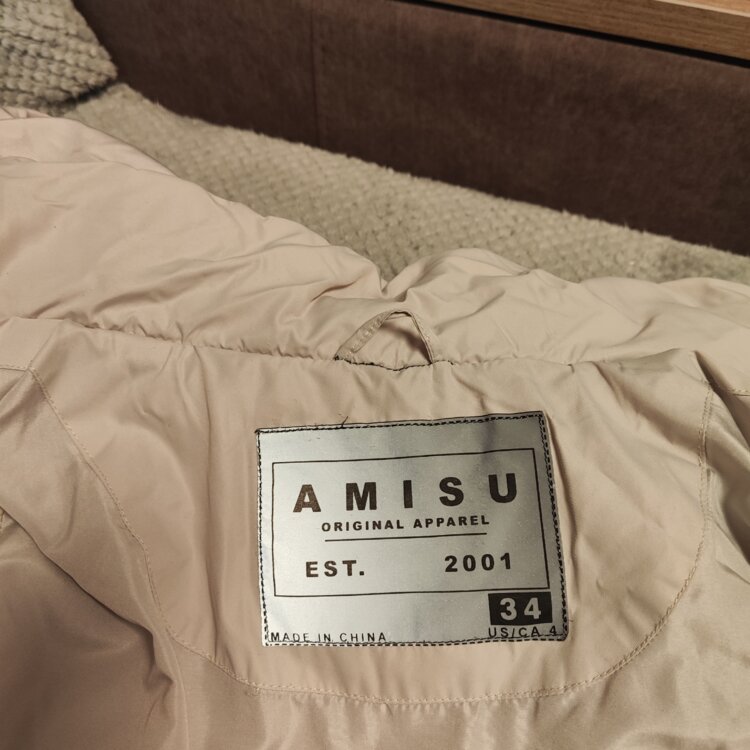 AMISU
ORIGINAL APPAREL
EST. 2001
34
MADE IN CHINA US/CA 4